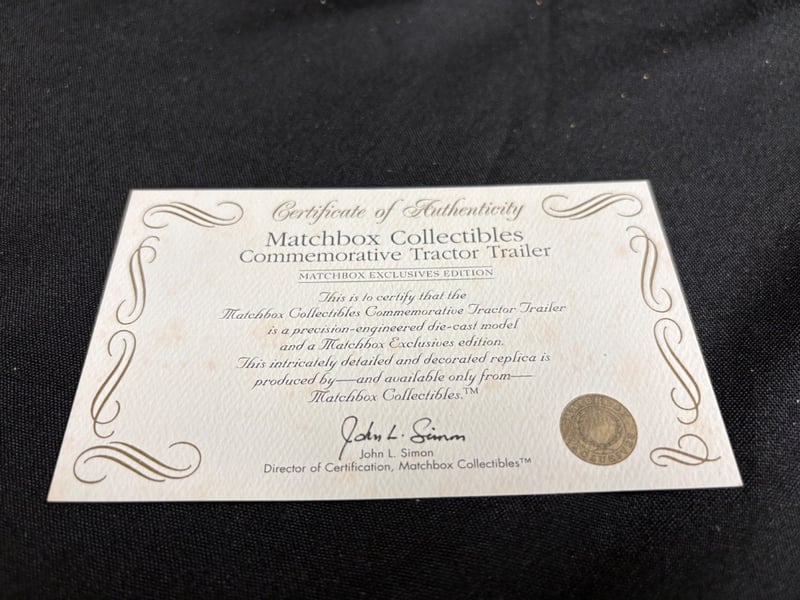 Certificate of Authenticity
Matchbox Collectibles
Commemorative Tractor Trailer
MATCHBOX EXCLUSIVES EDITION
This is to certify that the
Matchbox Collectibles Commemorative Tractor Trailer
is a precision-engineered die-cast model
and a Matchbox Exclusives edition.
This intricately detailed and decorated replica is
produced by—and available only from—
Matchbox Collectibles.™
John L. Simon
John L. Simon
Director of Certification, Matchbox Collectibles™